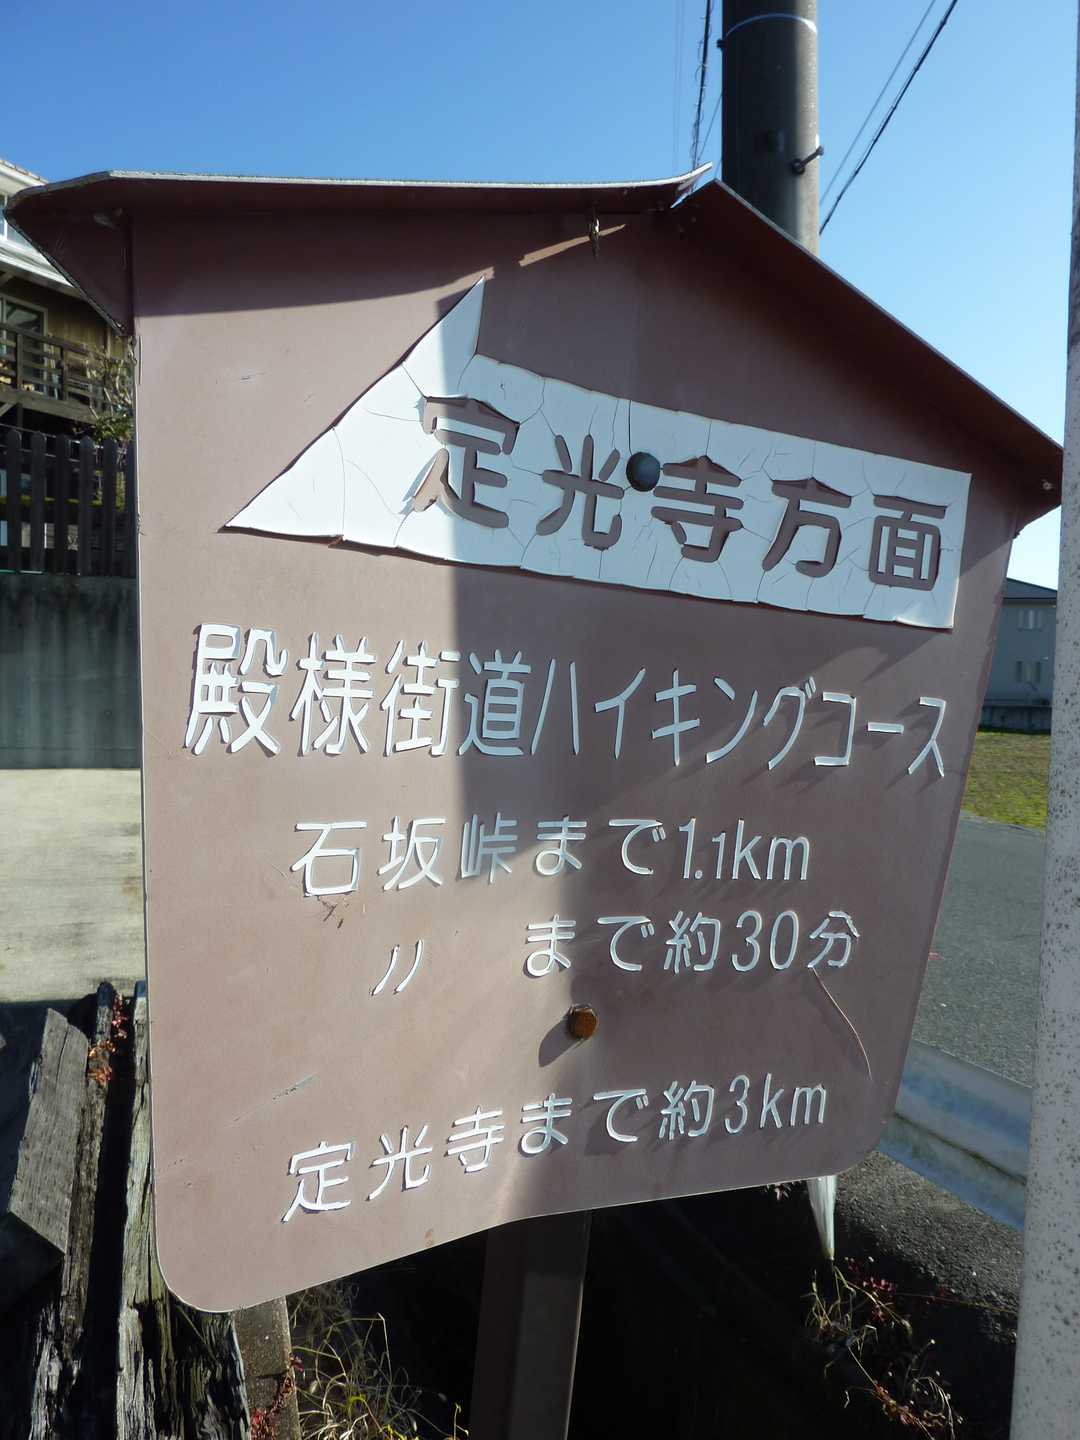 定光寺方面
殿様街道ハイキングコース
石坂峠まで1.1km
〃 まで約30分
定光寺まで約3km